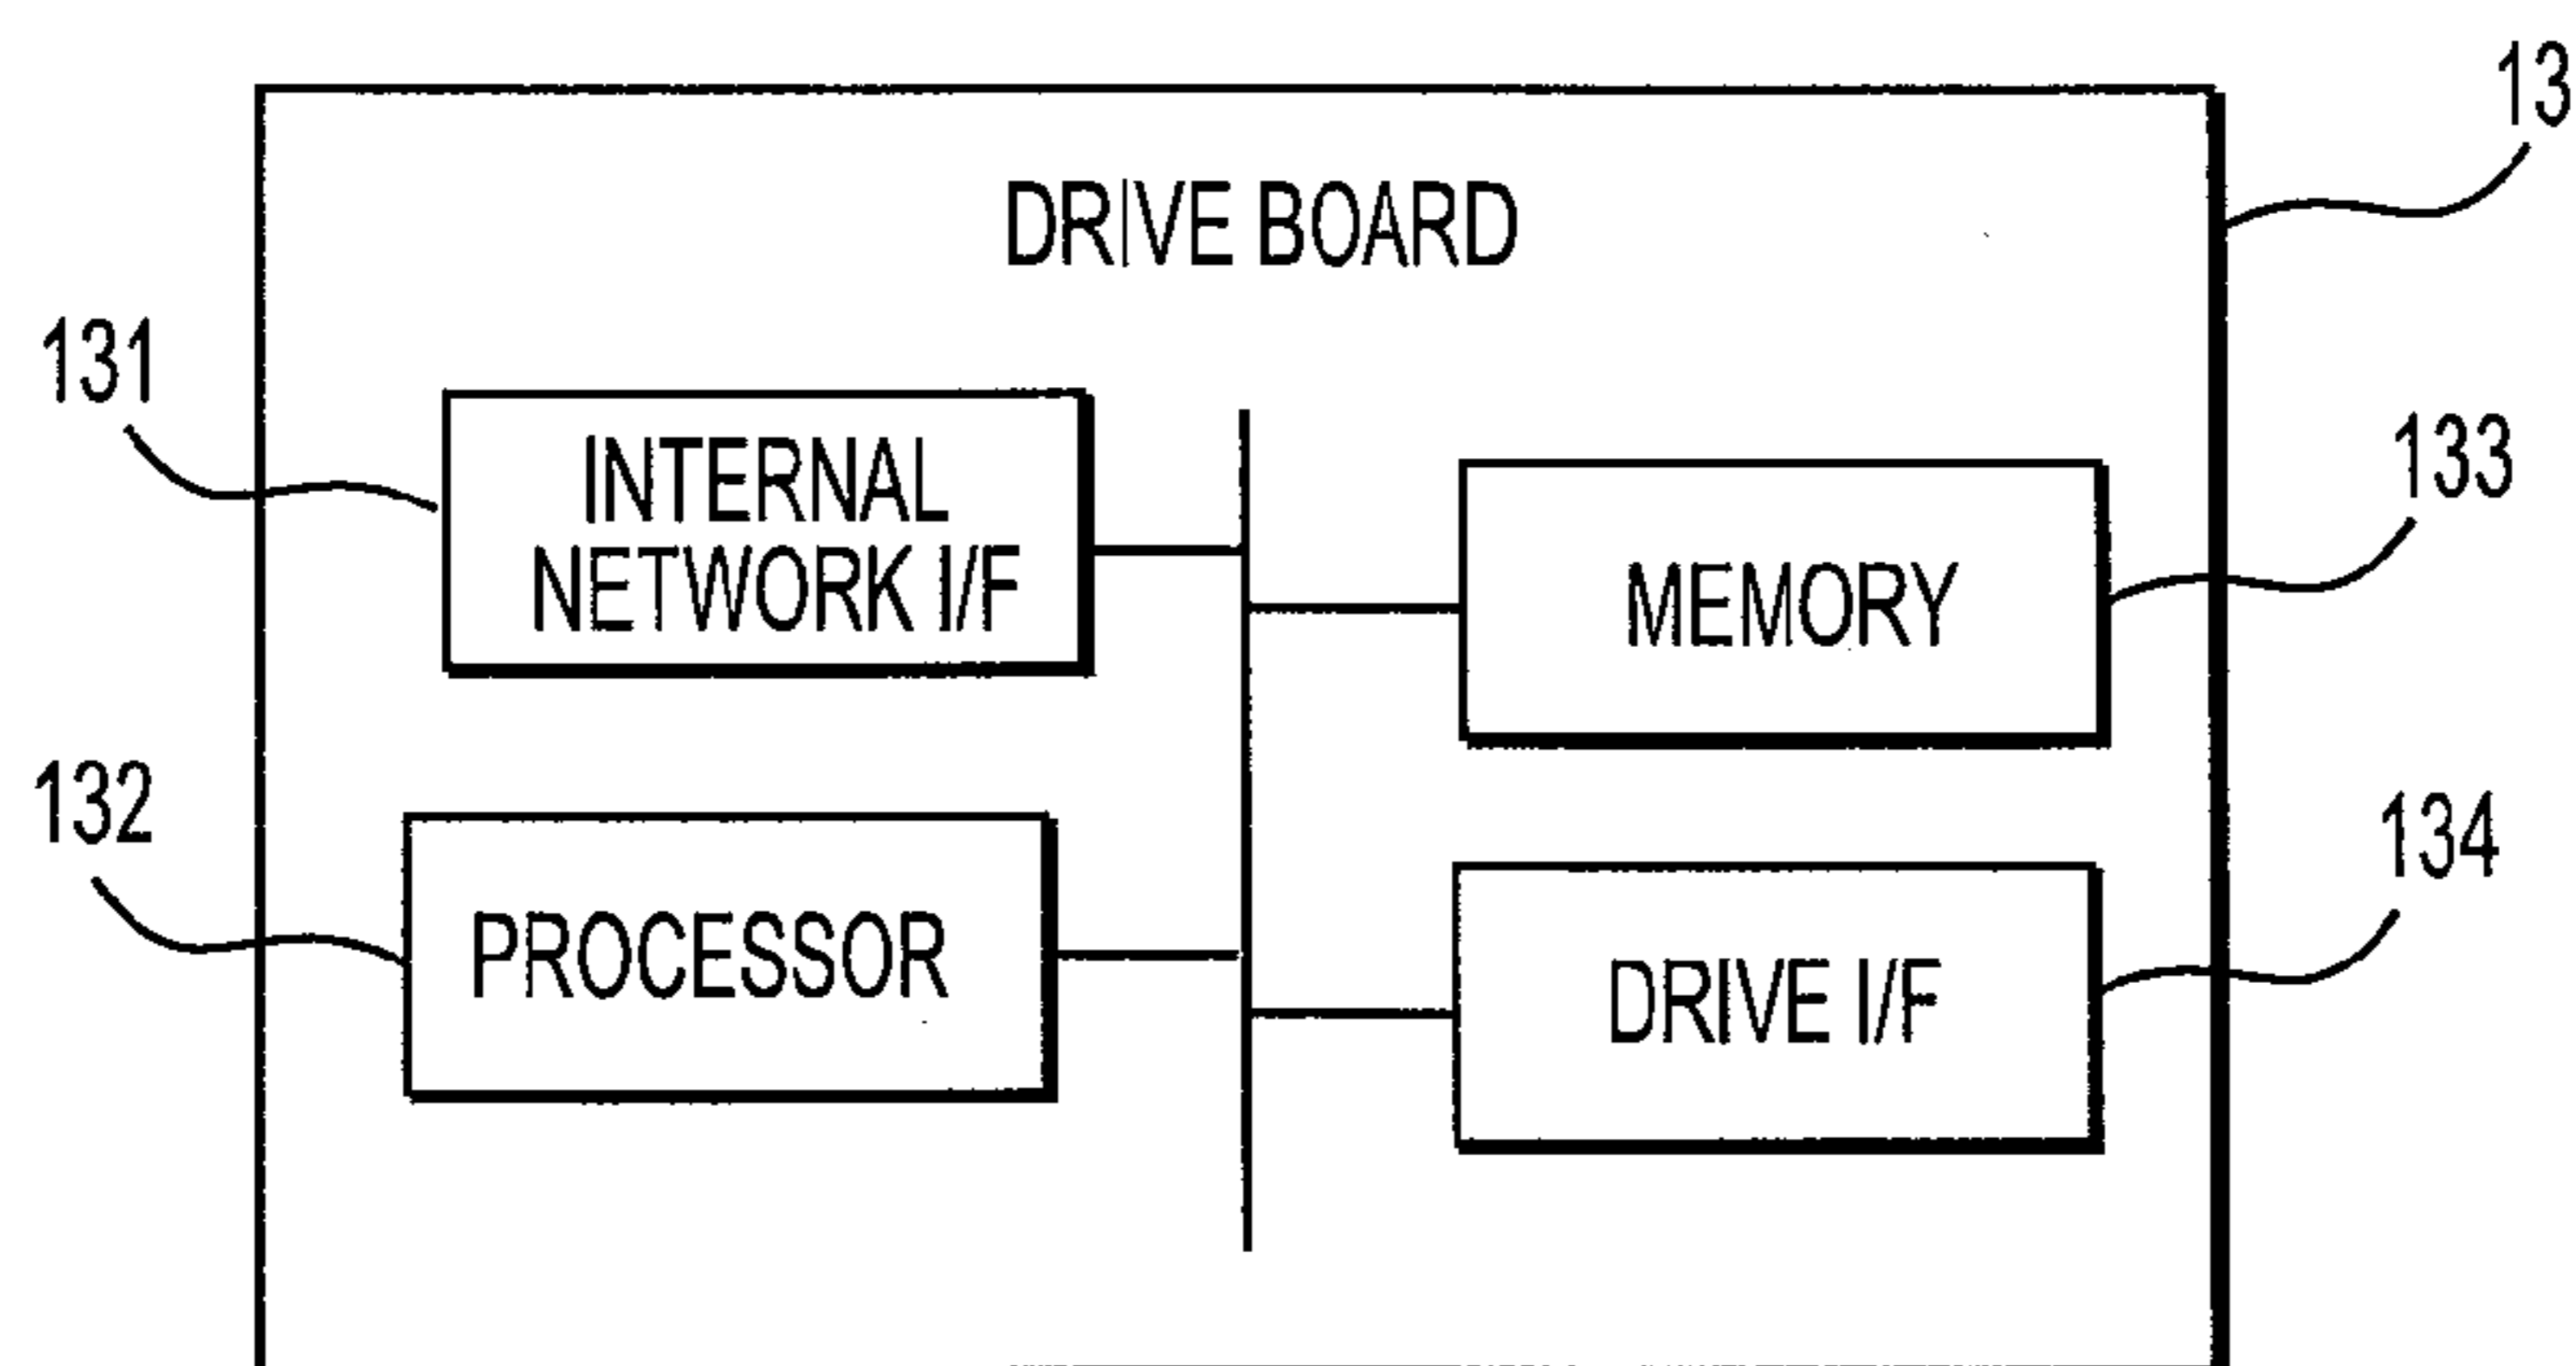 13
DRIVE BOARD
131
INTERNAL
NETWORK I/F
133
MEMORY
132
PROCESSOR
134
DRIVE I/F